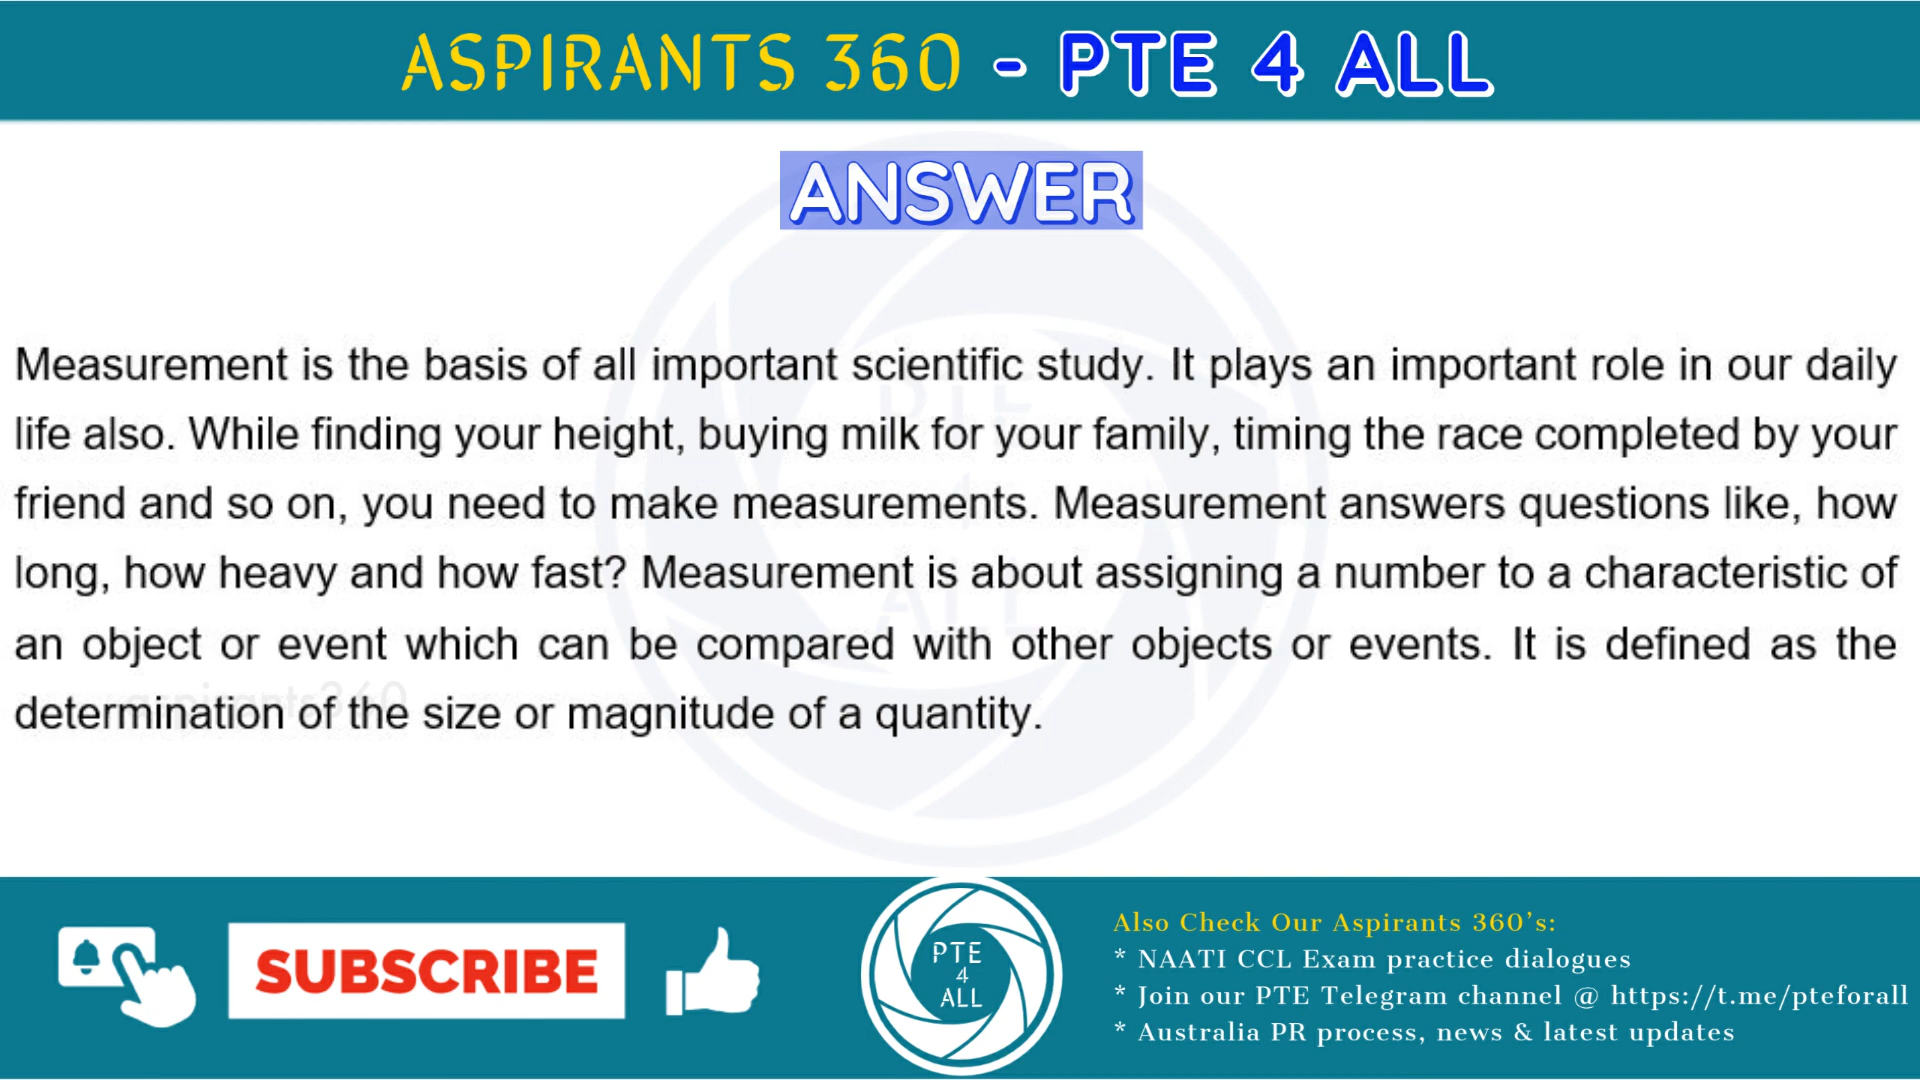 ASPIRANTS 360 - PTE 4 ALL
ANSWER
Measurement is the basis of all important scientific study. It plays an important role in our daily
life also. While finding your height, buying milk for your family, timing the race completed by your
friend and so on, you need to make measurements. Measurement answers questions like, how
long, how heavy and how fast? Measurement is about assigning a number to a characteristic of
an object or event which can be compared with other objects or events. It is defined as the
determination of the size or magnitude of a quantity.
aspirants360
PTE
4
ALL
SUBSCRIBE
PTE
4
ALL
Also Check Our Aspirants 360's:
* NAATI CCL Exam practice dialogues
* Join our PTE Telegram channel @ https://t.me/pteforall
* Australia PR process, news & latest updates